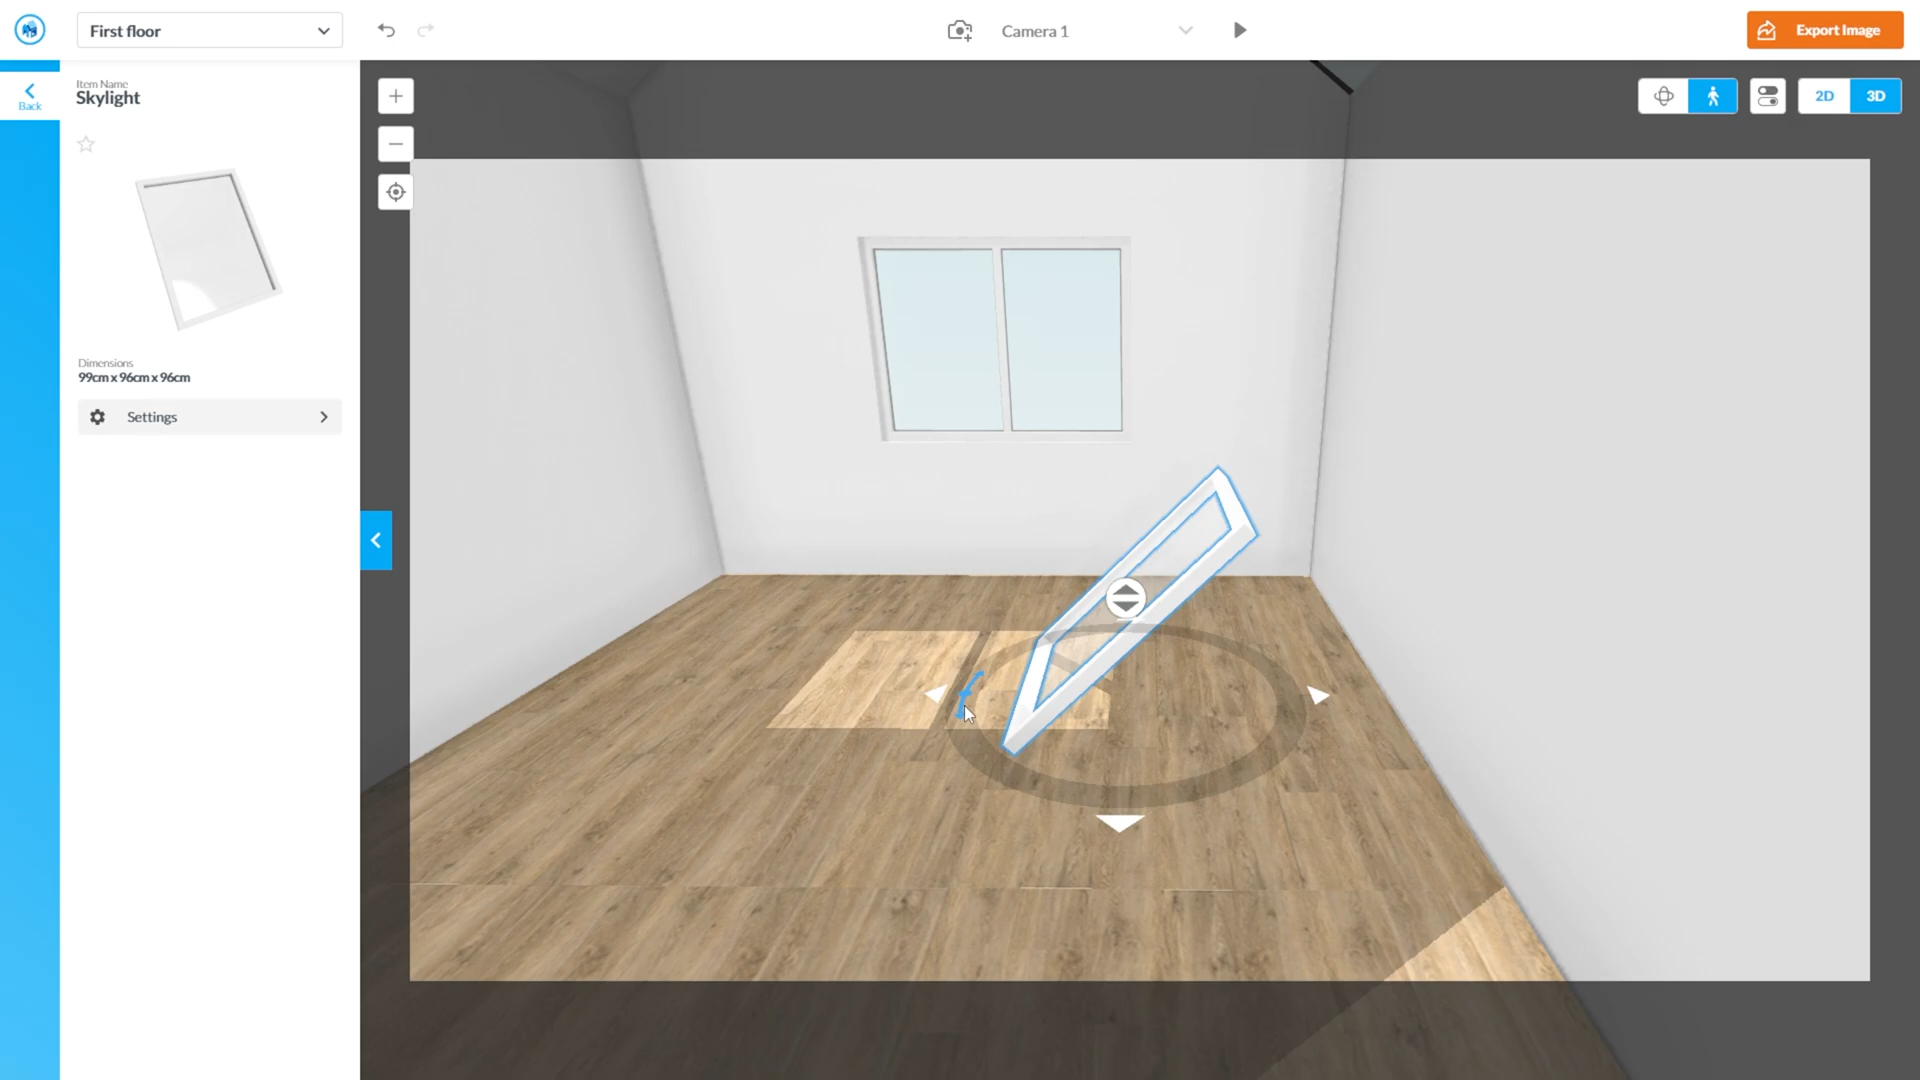 First floor
Camera 1
Export Image
Back
Item Name
Skylight
2D
3D
Dimensions
99cm x 96cm x 96cm
Settings